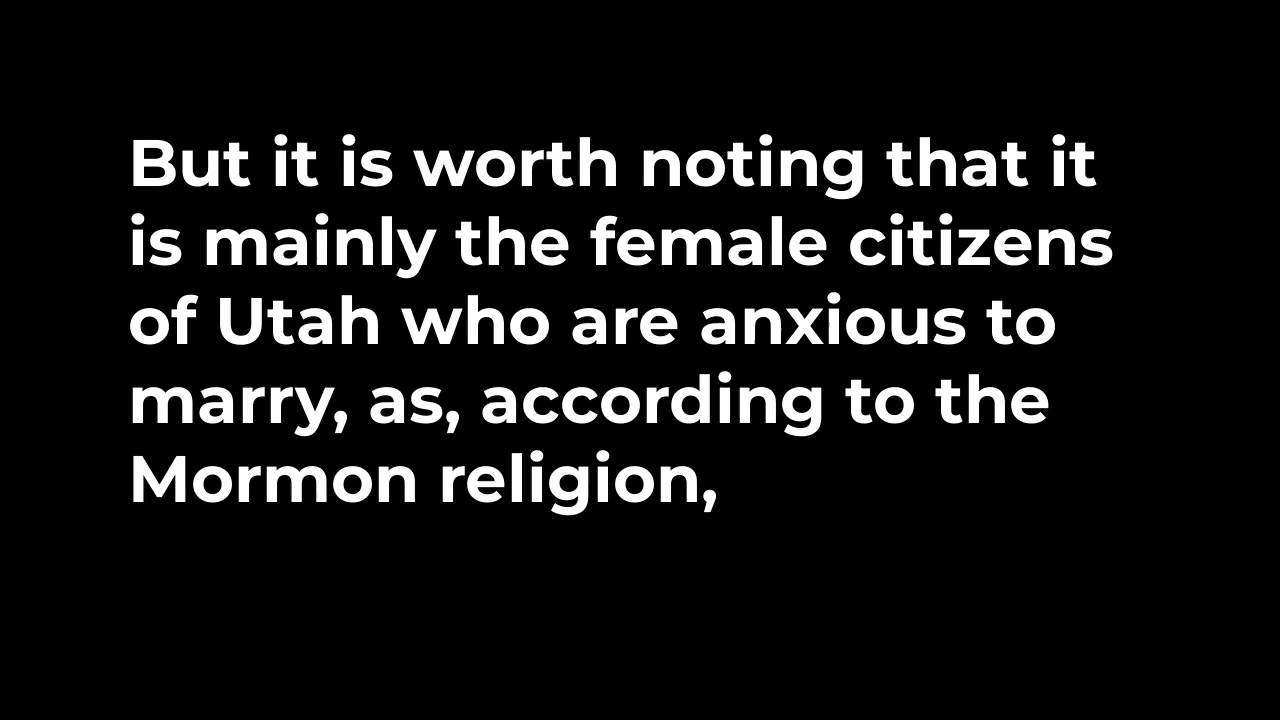 But it is worth noting that it
is mainly the female citizens
of Utah who are anxious to
marry, as, according to the
Mormon religion,